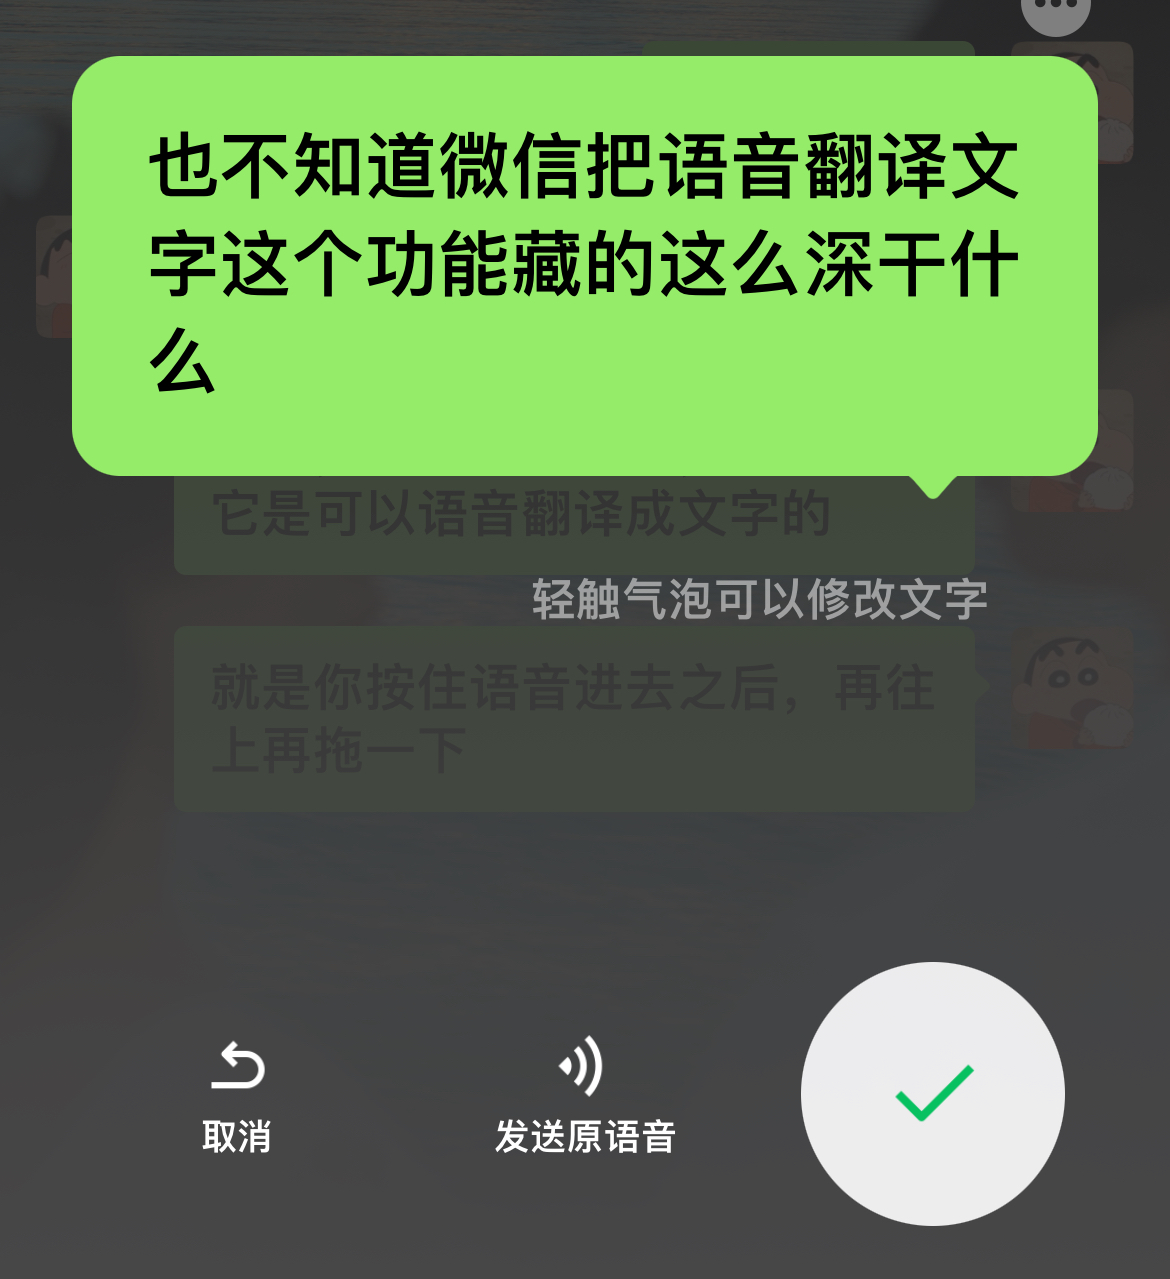 也不知道微信把语音翻译文
字这个功能藏的这么深干什
么
它是可以语音翻译成文字的
轻触气泡可以修改文字
就是你按住语音进去之后，再往
上再拖一下
取消
发送原语音